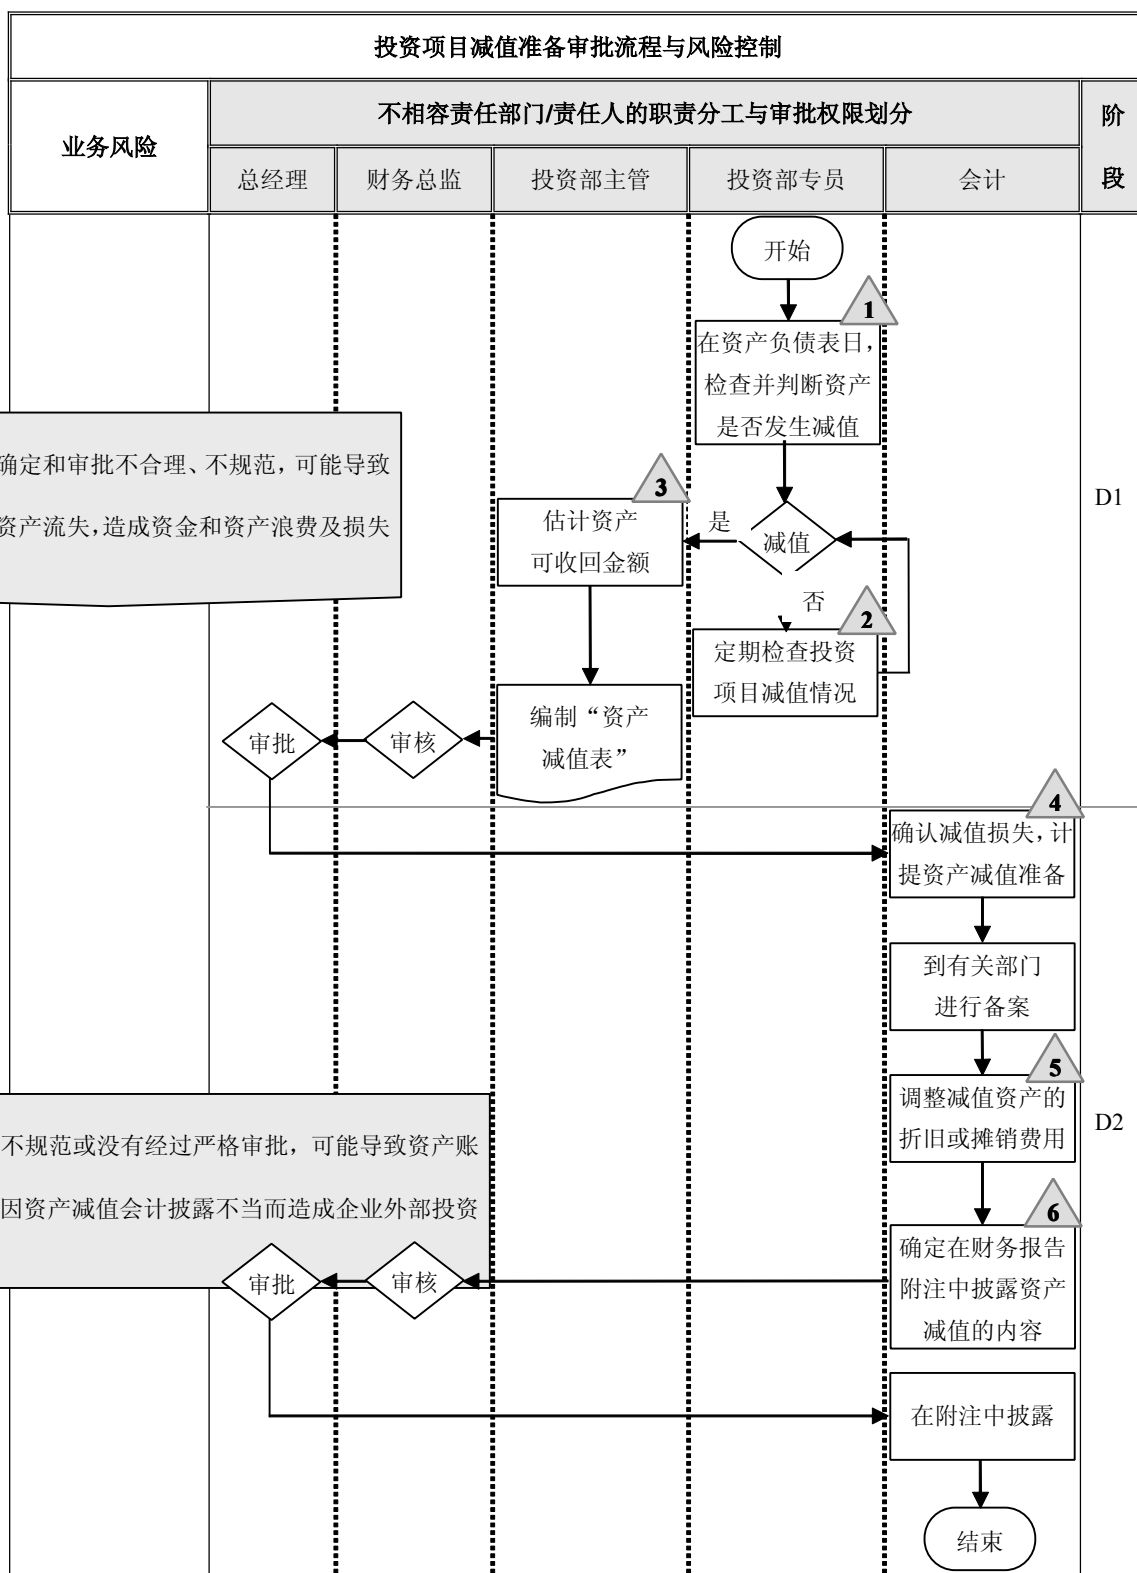 投资项目减值准备审批流程与风险控制
业务风险
不相容责任部门/责任人的职责分工与审批权限划分
阶
段
总经理
财务总监
投资部主管
投资部专员
会计
开始
1
在资产负债表日,
检查并判断资产
是否发生减值
确定和审批不合理、不规范，可能导致
资产流失，造成资金和资产浪费及损失
3
估计资产
可收回金额
是
减值
否
2
定期检查投资
项目减值情况
D1
编制“资产
减值表”
审核
审批
4
确认减值损失，计
提资产减值准备
到有关部门
进行备案
5
调整减值资产的
折旧或摊销费用
D2
不规范或没有经过严格审批，可能导致资产账
因资产减值会计披露不当而造成企业外部投资
6
确定在财务报告
附注中披露资产
减值的内容
审核
审批
在附注中披露
结束